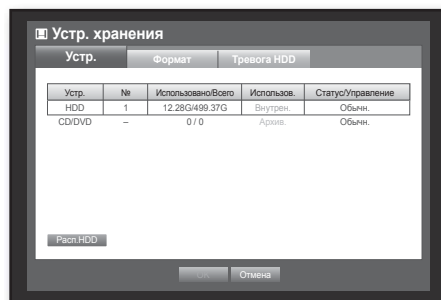 Устр. хранения
Устр. Формат Тревога HDD
Устр. № Использовано/Всего Использов. Статус/Управление
HDD 1 12.28G/499.37G Внутрен. Обычн.
CD/DVD – 0 / 0 Архив. Обычн.
Расп.HDD
OK Отмена